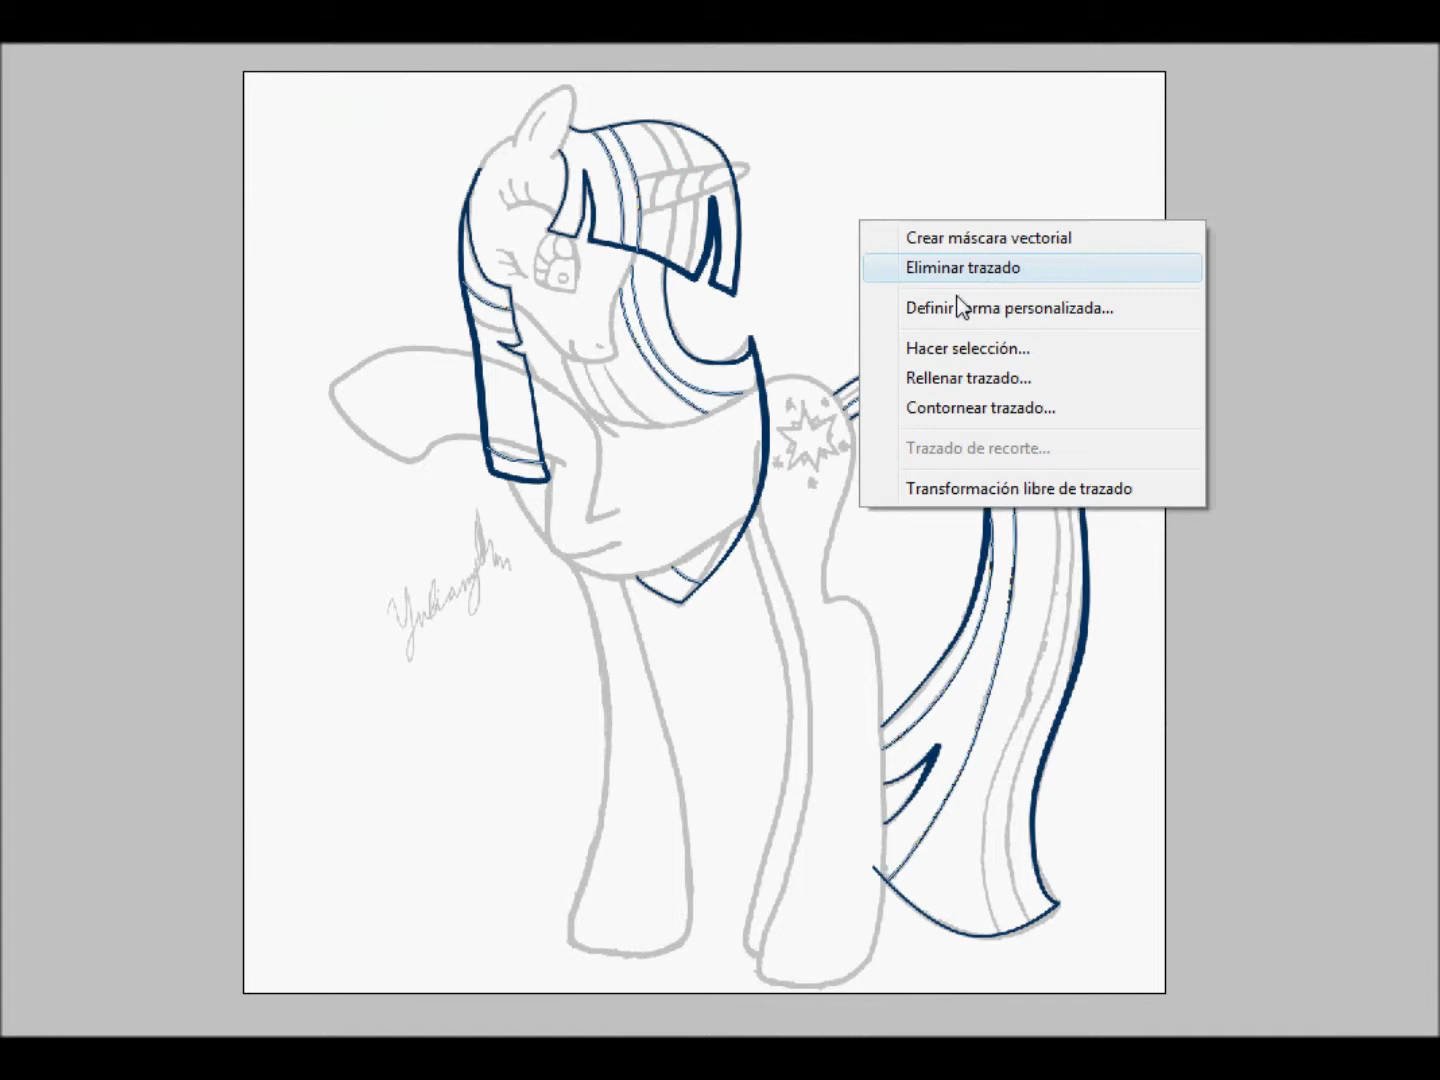 Crear máscara vectorial
Eliminar trazado
Definir forma personalizada...
Hacer selección...
Rellenar trazado...
Contornear trazado...
Trazado de recorte...
Transformación libre de trazado